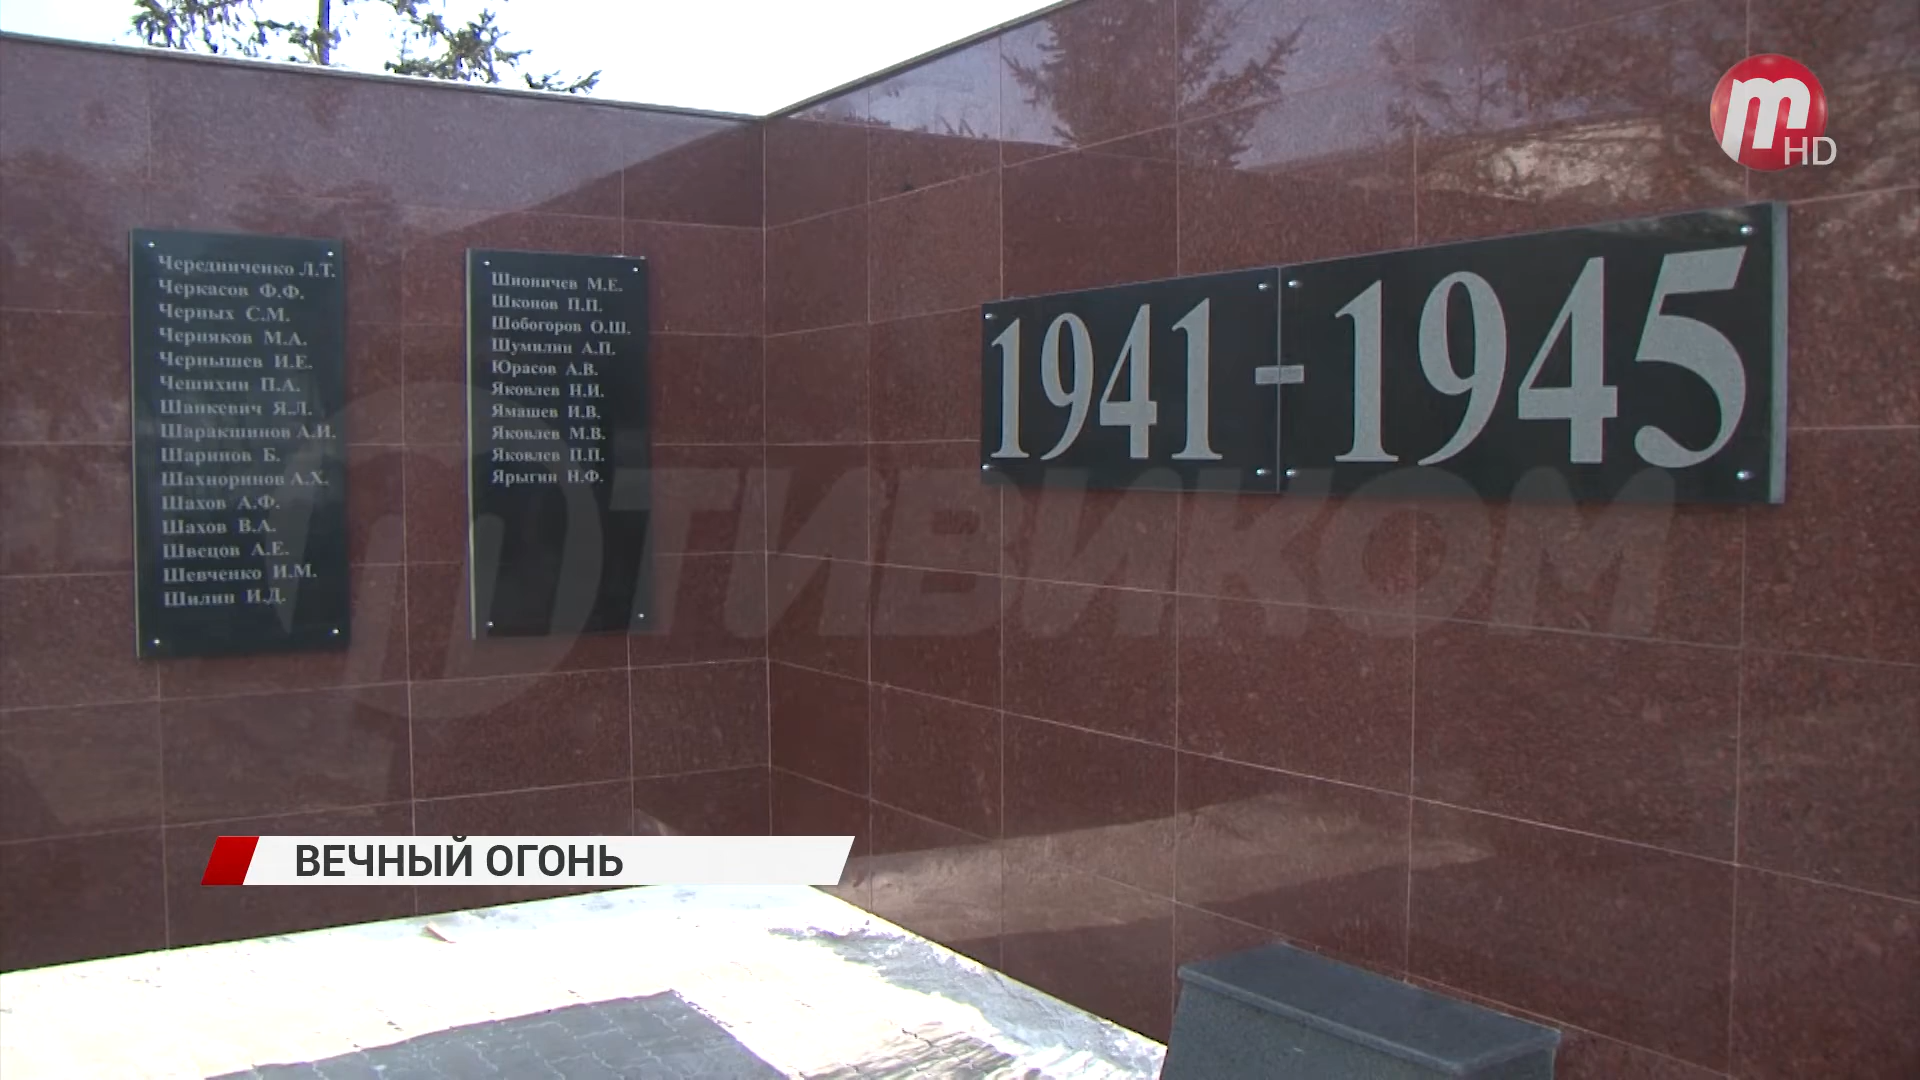 Чередниченко Л.Т.
Черкасов Ф.Ф.
Черных С.М.
Черняков М.А.
Чернышев И.Е.
Чешихин П.А.
Шанкевич Я.Л.
Шаракшинов А.И.
Шаринов Б.
Шахноринов А.Х.
Шахов А.Ф.
Шахов В.А.
Швецов А.Е.
Шевченко И.М.
Шилин И.Д.
Шионичев М.Е.
Шконов П.П.
Шобогоров О.Ш.
Шумилин А.П.
Юрасов А.В.
Яковлев Н.И.
Ямашев И.В.
Яковлев М.В.
Яковлев П.П.
Ярыгин Н.Ф.
1941-1945
HD
ТИВИКОМ
ВЕЧНЫЙ ОГОНЬ